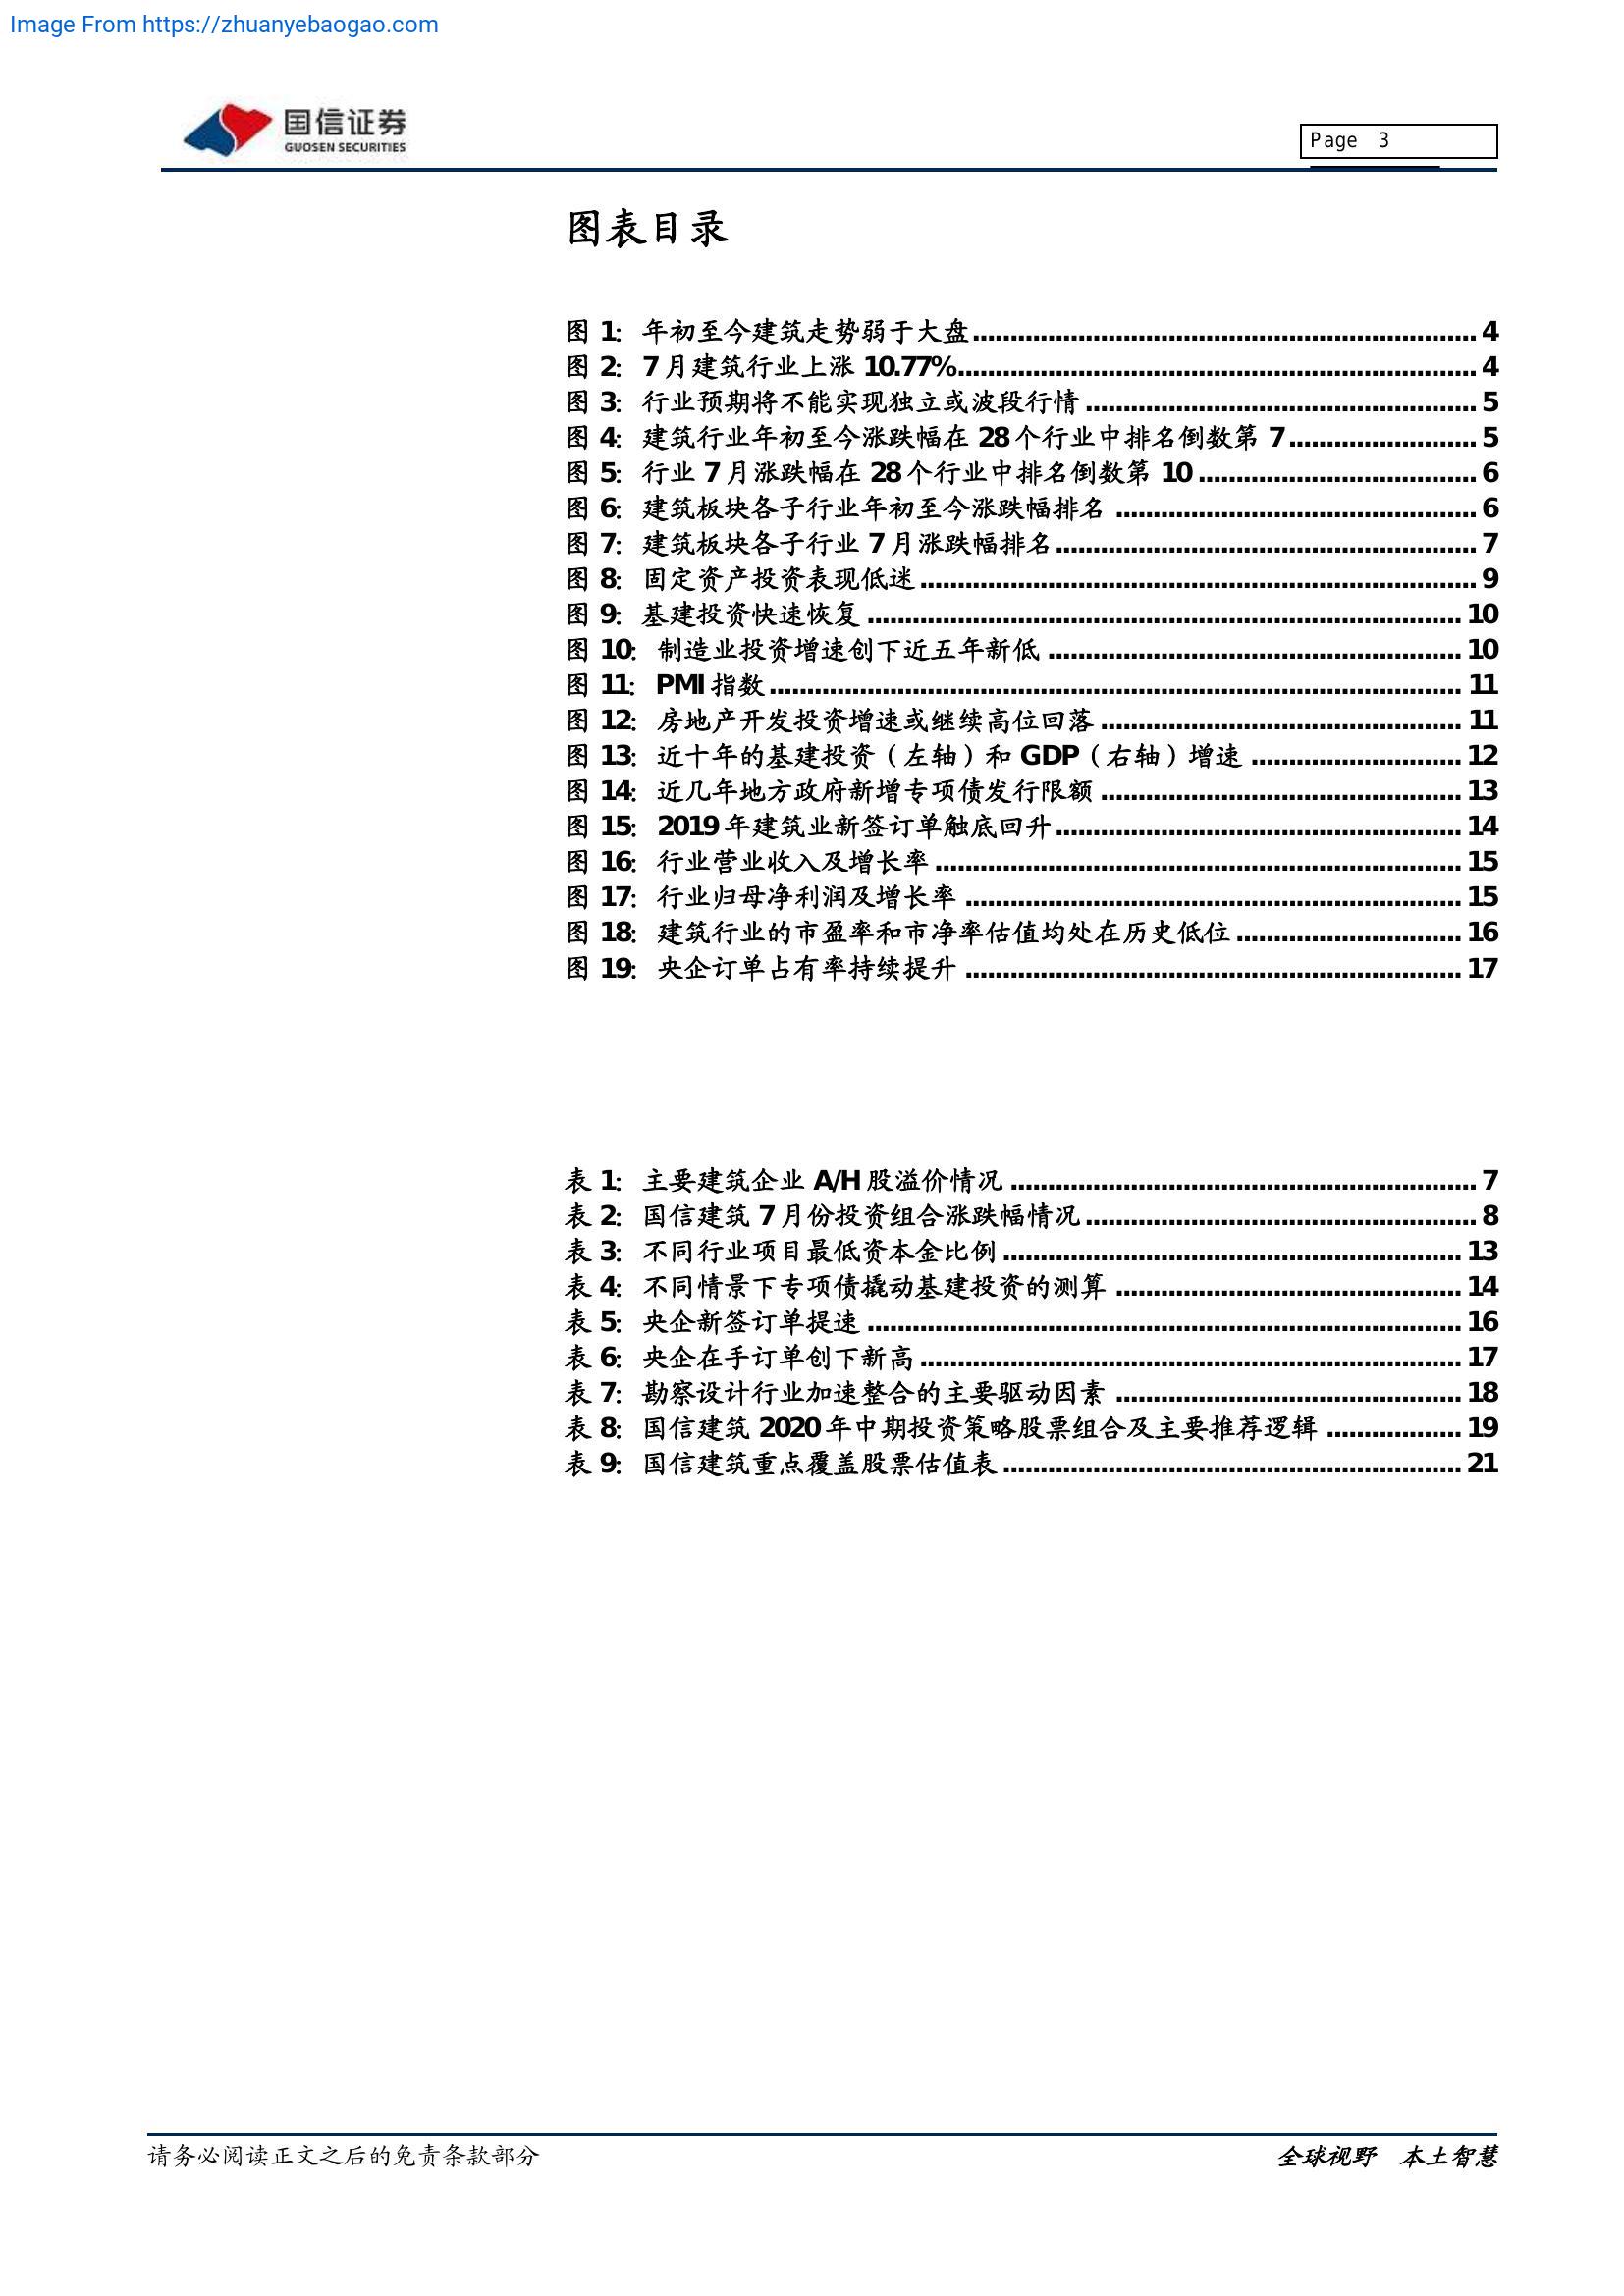 Image From https://zhuanyebaogao.com
国信证券
GUOSEN SECURITIES
Page 3
图表目录
图 1: 年初至今建筑走势弱于大盘 4
图 2: 7 月建筑行业上涨 10.77% 4
图 3: 行业预期将不能实现独立或波段行情 5
图 4: 建筑行业年初至今涨跌幅在 28 个行业中排名倒数第 7 5
图 5: 行业 7 月涨跌幅在 28 个行业中排名倒数第 10 6
图 6: 建筑板块各子行业年初至今涨跌幅排名 6
图 7: 建筑板块各子行业 7 月涨跌幅排名 7
图 8: 固定资产投资表现低迷 9
图 9: 基建投资快速恢复 10
图 10: 制造业投资增速创下近五年新低 10
图 11: PMI 指数 11
图 12: 房地产开发投资增速或继续高位回落 11
图 13: 近十年的基建投资（左轴）和 GDP（右轴）增速 12
图 14: 近几年地方政府新增专项债发行限额 13
图 15: 2019 年建筑业新签订单触底回升 14
图 16: 行业营业收入及增长率 15
图 17: 行业归母净利润及增长率 15
图 18: 建筑行业的市盈率和市净率估值均处在历史低位 16
图 19: 央企订单占有率持续提升 17
表 1: 主要建筑企业 A/H 股溢价情况 7
表 2: 国信建筑 7 月份投资组合涨跌幅情况 8
表 3: 不同行业项目最低资本金比例 13
表 4: 不同情景下专项债撬动基建投资的测算 14
表 5: 央企新签订单提速 16
表 6: 央企在手订单创下新高 17
表 7: 勘察设计行业加速整合的主要驱动因素 18
表 8: 国信建筑 2020 年中期投资策略股票组合及主要推荐逻辑 19
表 9: 国信建筑重点覆盖股票估值表 21
请务必阅读正文之后的免责条款部分
全球视野 本土智慧